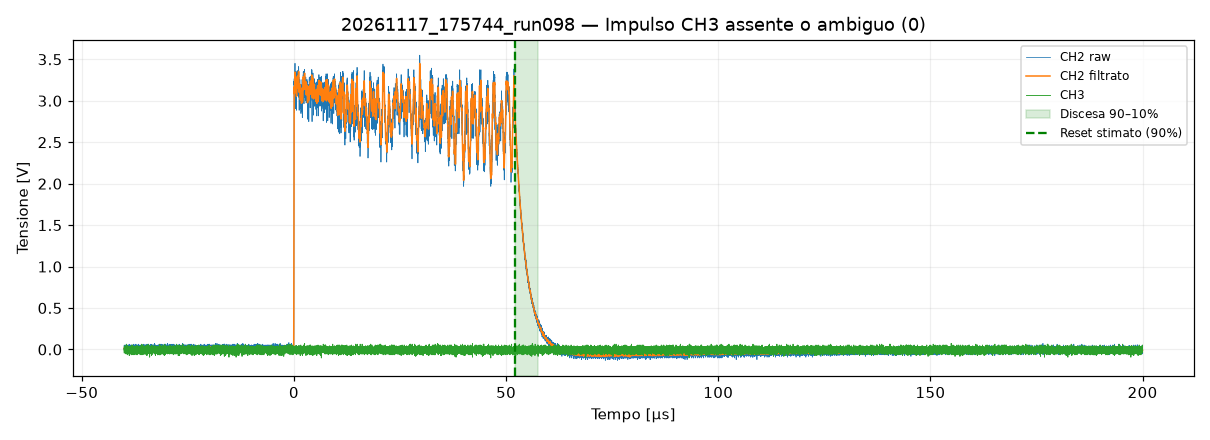 20261117_175744_run098 — Impulso CH3 assente o ambiguo (0)
Tensione [V]
3.5
3.0
2.5
2.0
1.5
1.0
0.5
0.0
CH2 raw
CH2 filtrato
CH3
Discesa 90–10%
Reset stimato (90%)
−50
0
50
100
150
200
Tempo [µs]